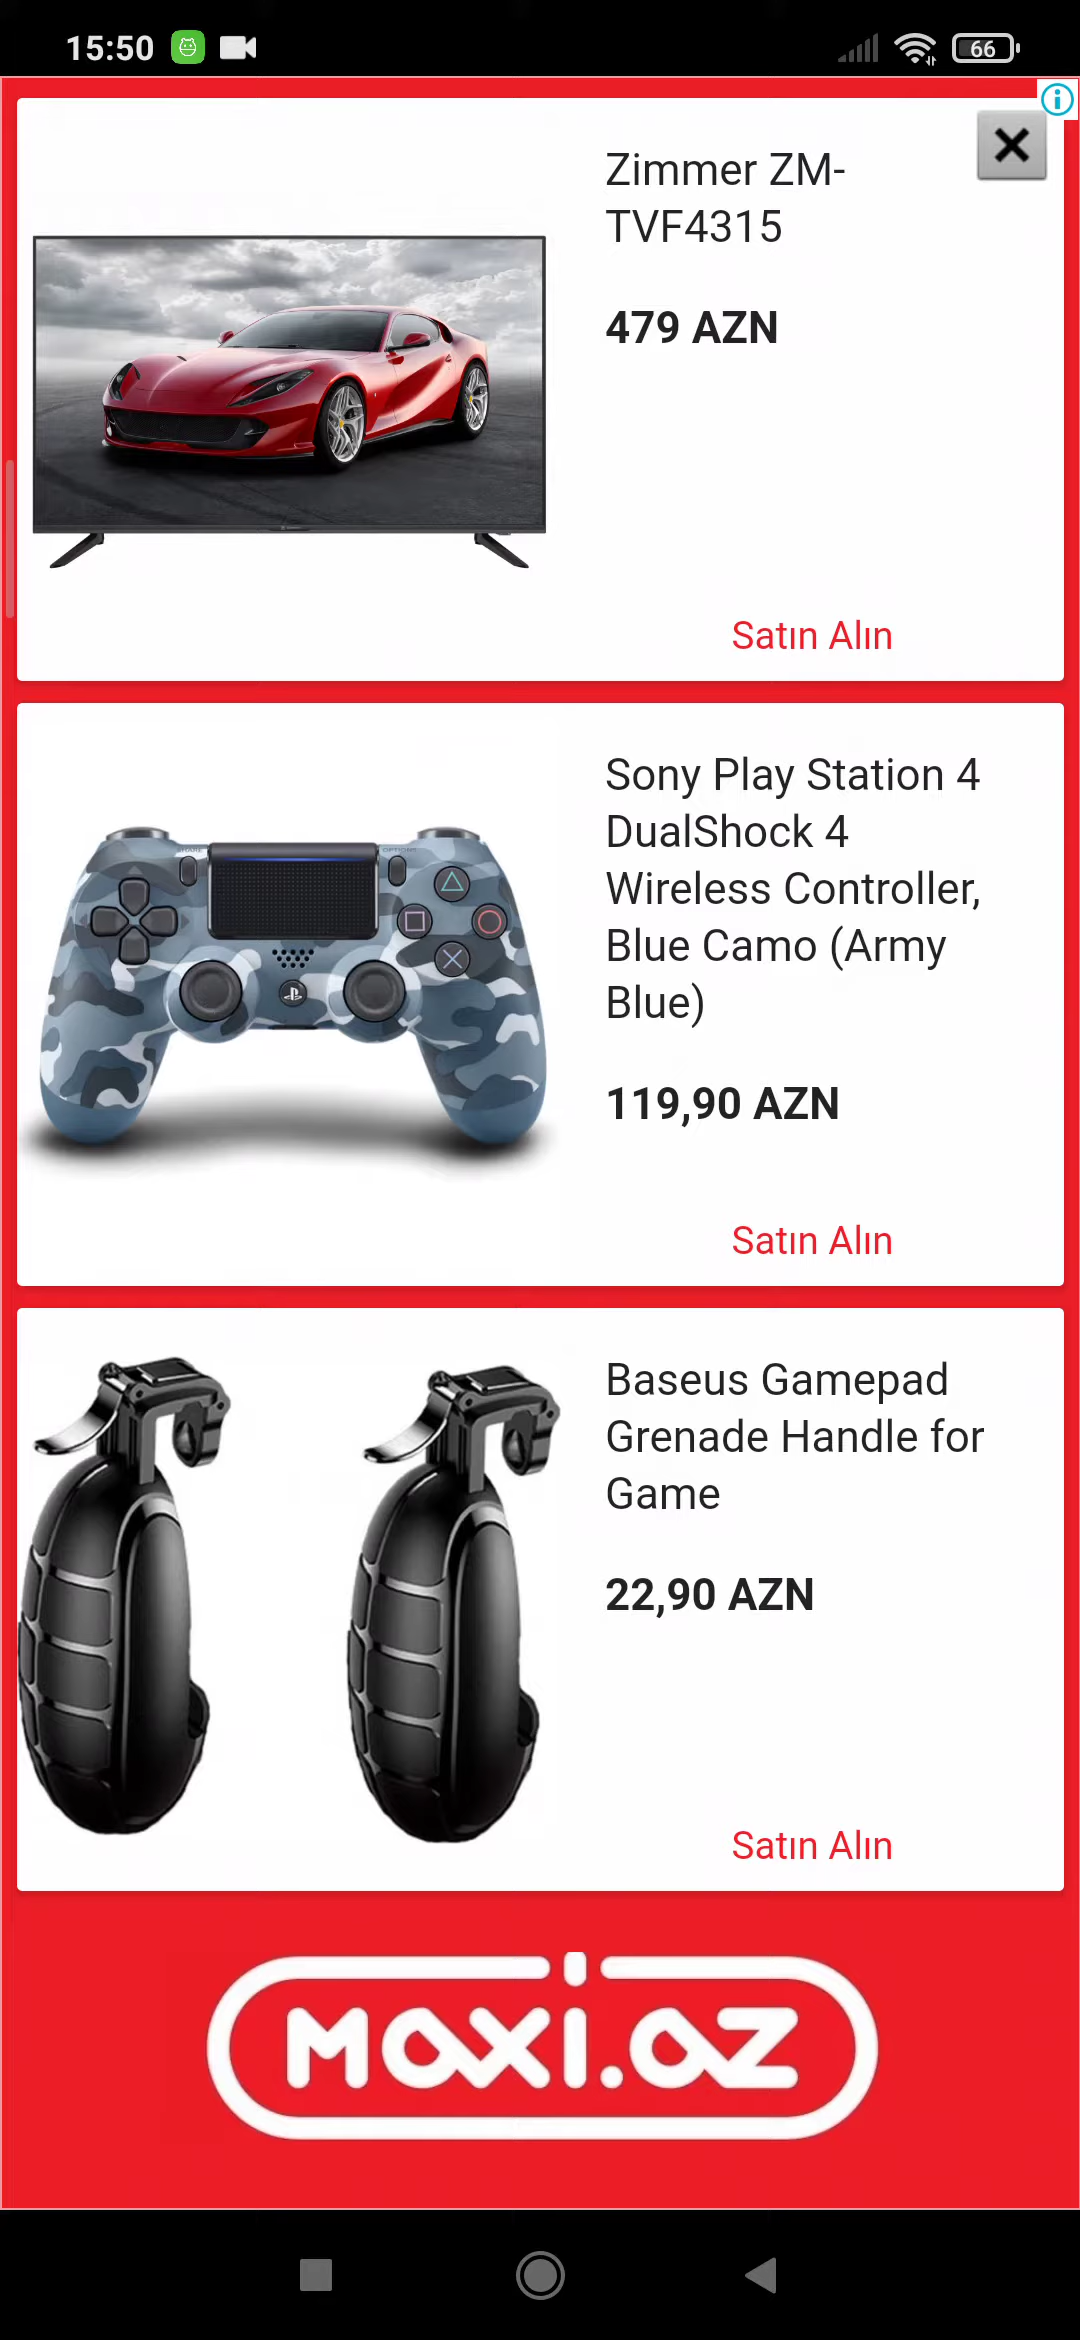 15:50
66
Zimmer ZM-
TVF4315
479 AZN
Satın Alın
Sony Play Station 4
DualShock 4
Wireless Controller,
Blue Camo (Army
Blue)
119,90 AZN
Satın Alın
Baseus Gamepad
Grenade Handle for
Game
22,90 AZN
Satın Alın
maxi.az